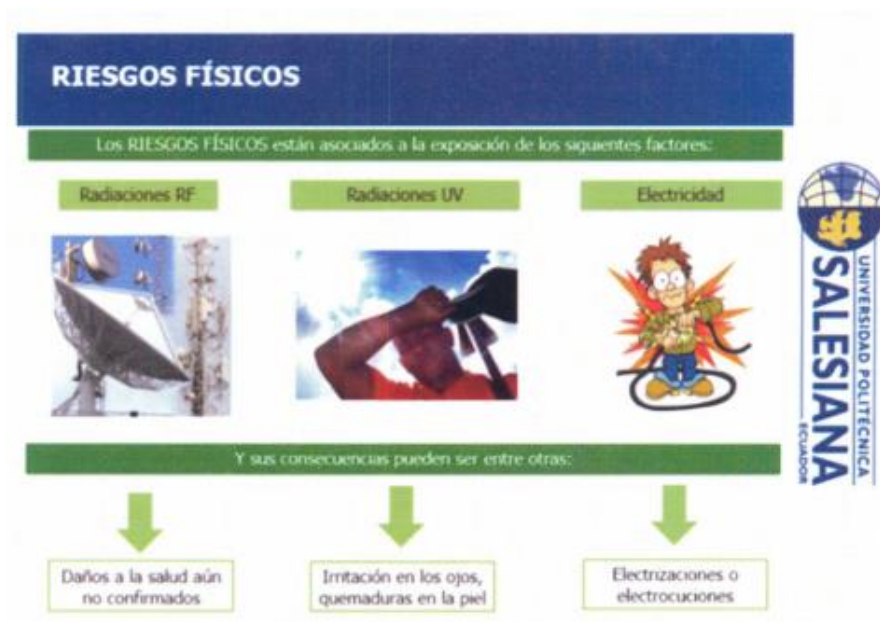 RIESGOS FÍSICOS
Los RIESGOS FÍSICOS están asociados a la exposición de los siguientes factores:
Radiaciones RF
Radiaciones UV
Electricidad
Y sus consecuencias pueden ser entre otras:
Daños a la salud aún
no confirmados
Irritación en los ojos,
quemaduras en la piel
Electrizaciones o
electrocuciones
UNIVERSIDAD POLITÉCNICA
SALESIANA
ECUADOR